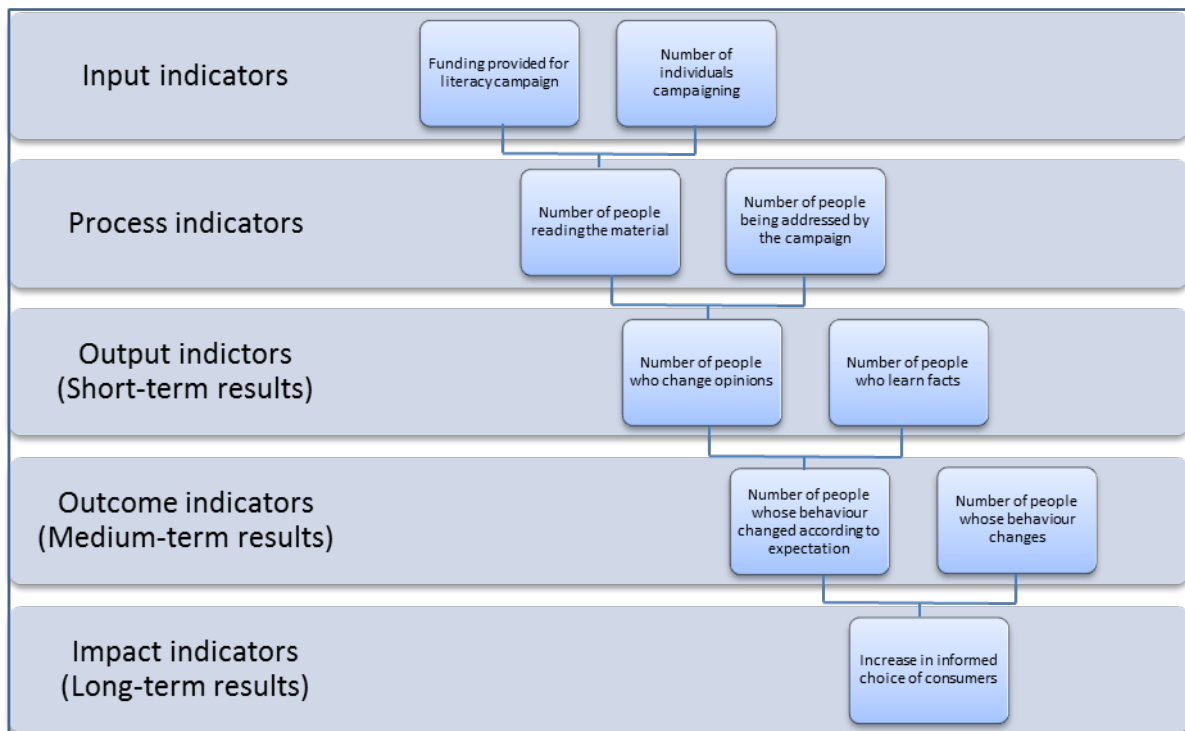 Input indicators
Funding provided for
literacy campaign
Number of
individuals
campaigning
Process indicators
Number of people
reading the material
Number of people
being addressed by
the campaign
Output indictors
(Short-term results)
Number of people
who change opinions
Number of people
who learn facts
Outcome indicators
(Medium-term results)
Number of people
whose behaviour
changed according to
expectation
Number of people
whose behaviour
changes
Impact indicators
(Long-term results)
Increase in informed
choice of consumers